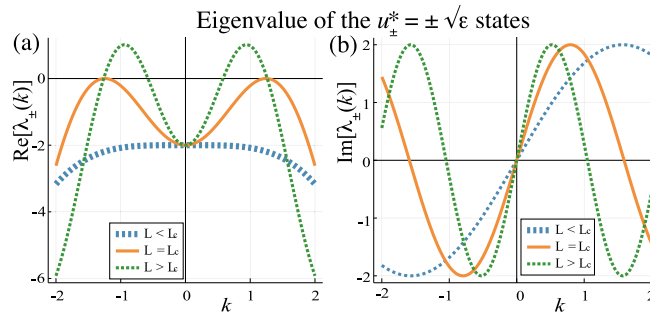 Eigenvalue of the u*± = ± √ε states
(a)
Re[λ±(k)]
0
-2
-4
-6
-2
-1
0
1
2
k
L < Lc
L = Lc
L > Lc
(b)
Im[λ±(k)]
2
1
0
-1
-2
-2
-1
0
1
2
k
L < Lc
L = Lc
L > Lc